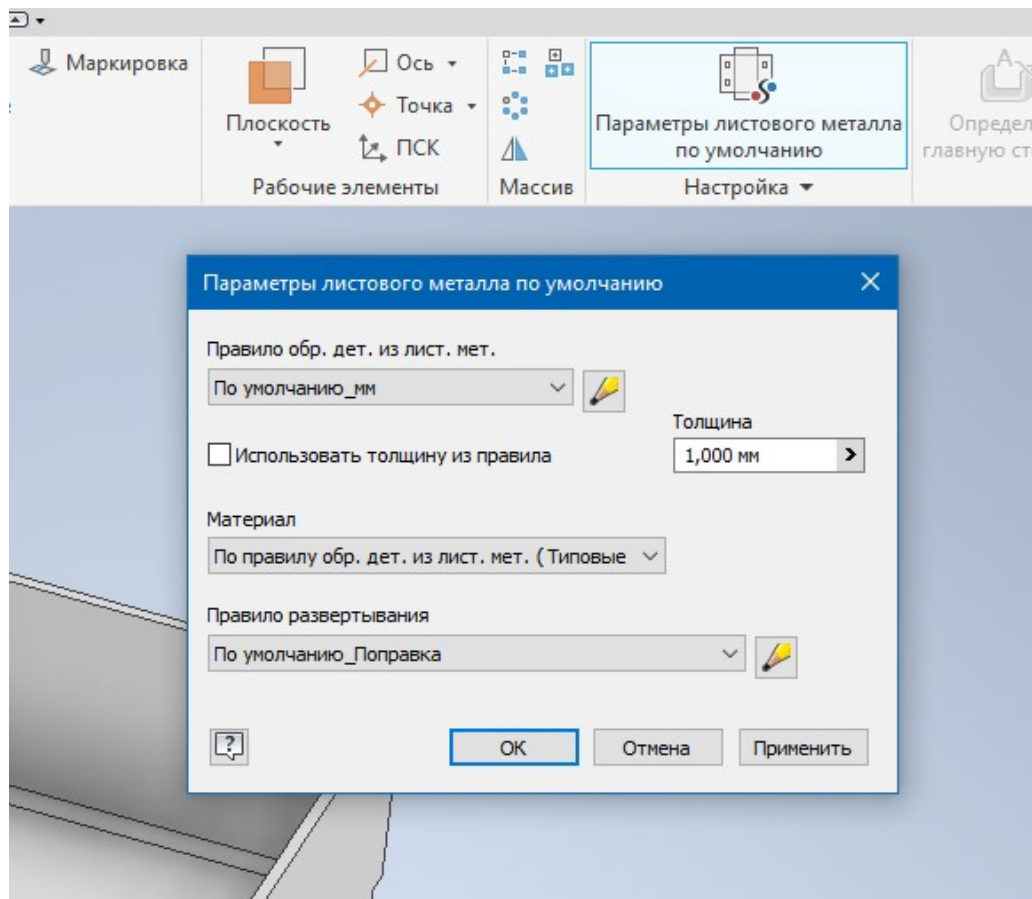 Маркировка
Плоскость
Ось
Точка
ПСК
Рабочие элементы
Массив
Параметры листового металла
по умолчанию
Настройка
Определ
главную ст
Параметры листового металла по умолчанию
Правило обр. дет. из лист. мет.
По умолчанию_мм
Толщина
Использовать толщину из правила
1,000 мм
Материал
По правилу обр. дет. из лист. мет. (Типовые
Правило развертывания
По умолчанию_Поправка
ОК
Отмена
Применить